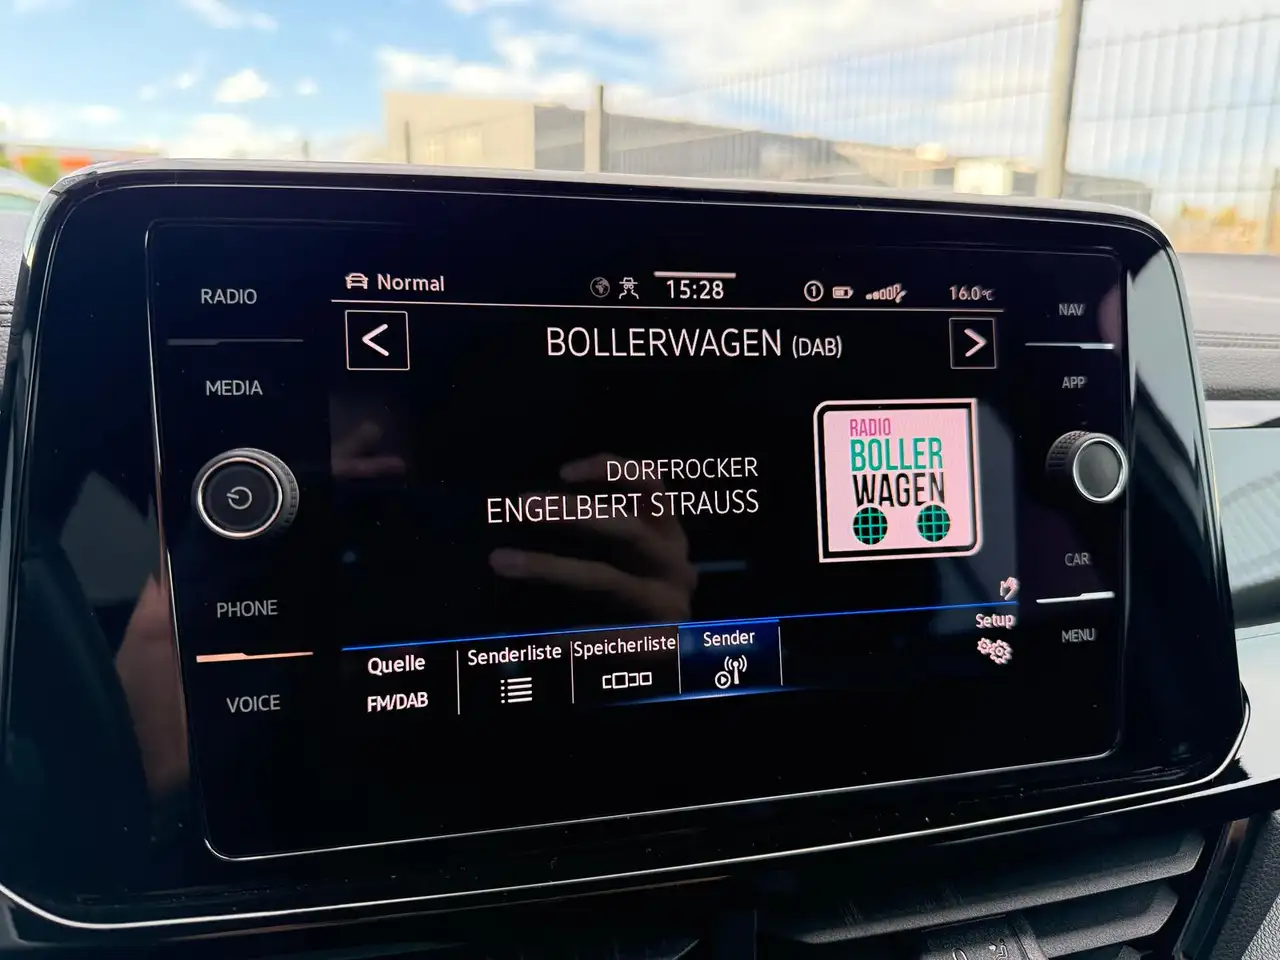 RADIO
MEDIA
PHONE
VOICE
Normal
15:28
1
16.0°C
BOLLERWAGEN (DAB)
DORFROCKER
ENGELBERT STRAUSS
RADIO
BOLLER
WAGEN
Quelle
FM/DAB
Senderliste
Speicherliste
Sender
Setup
NAV
APP
CAR
MENU